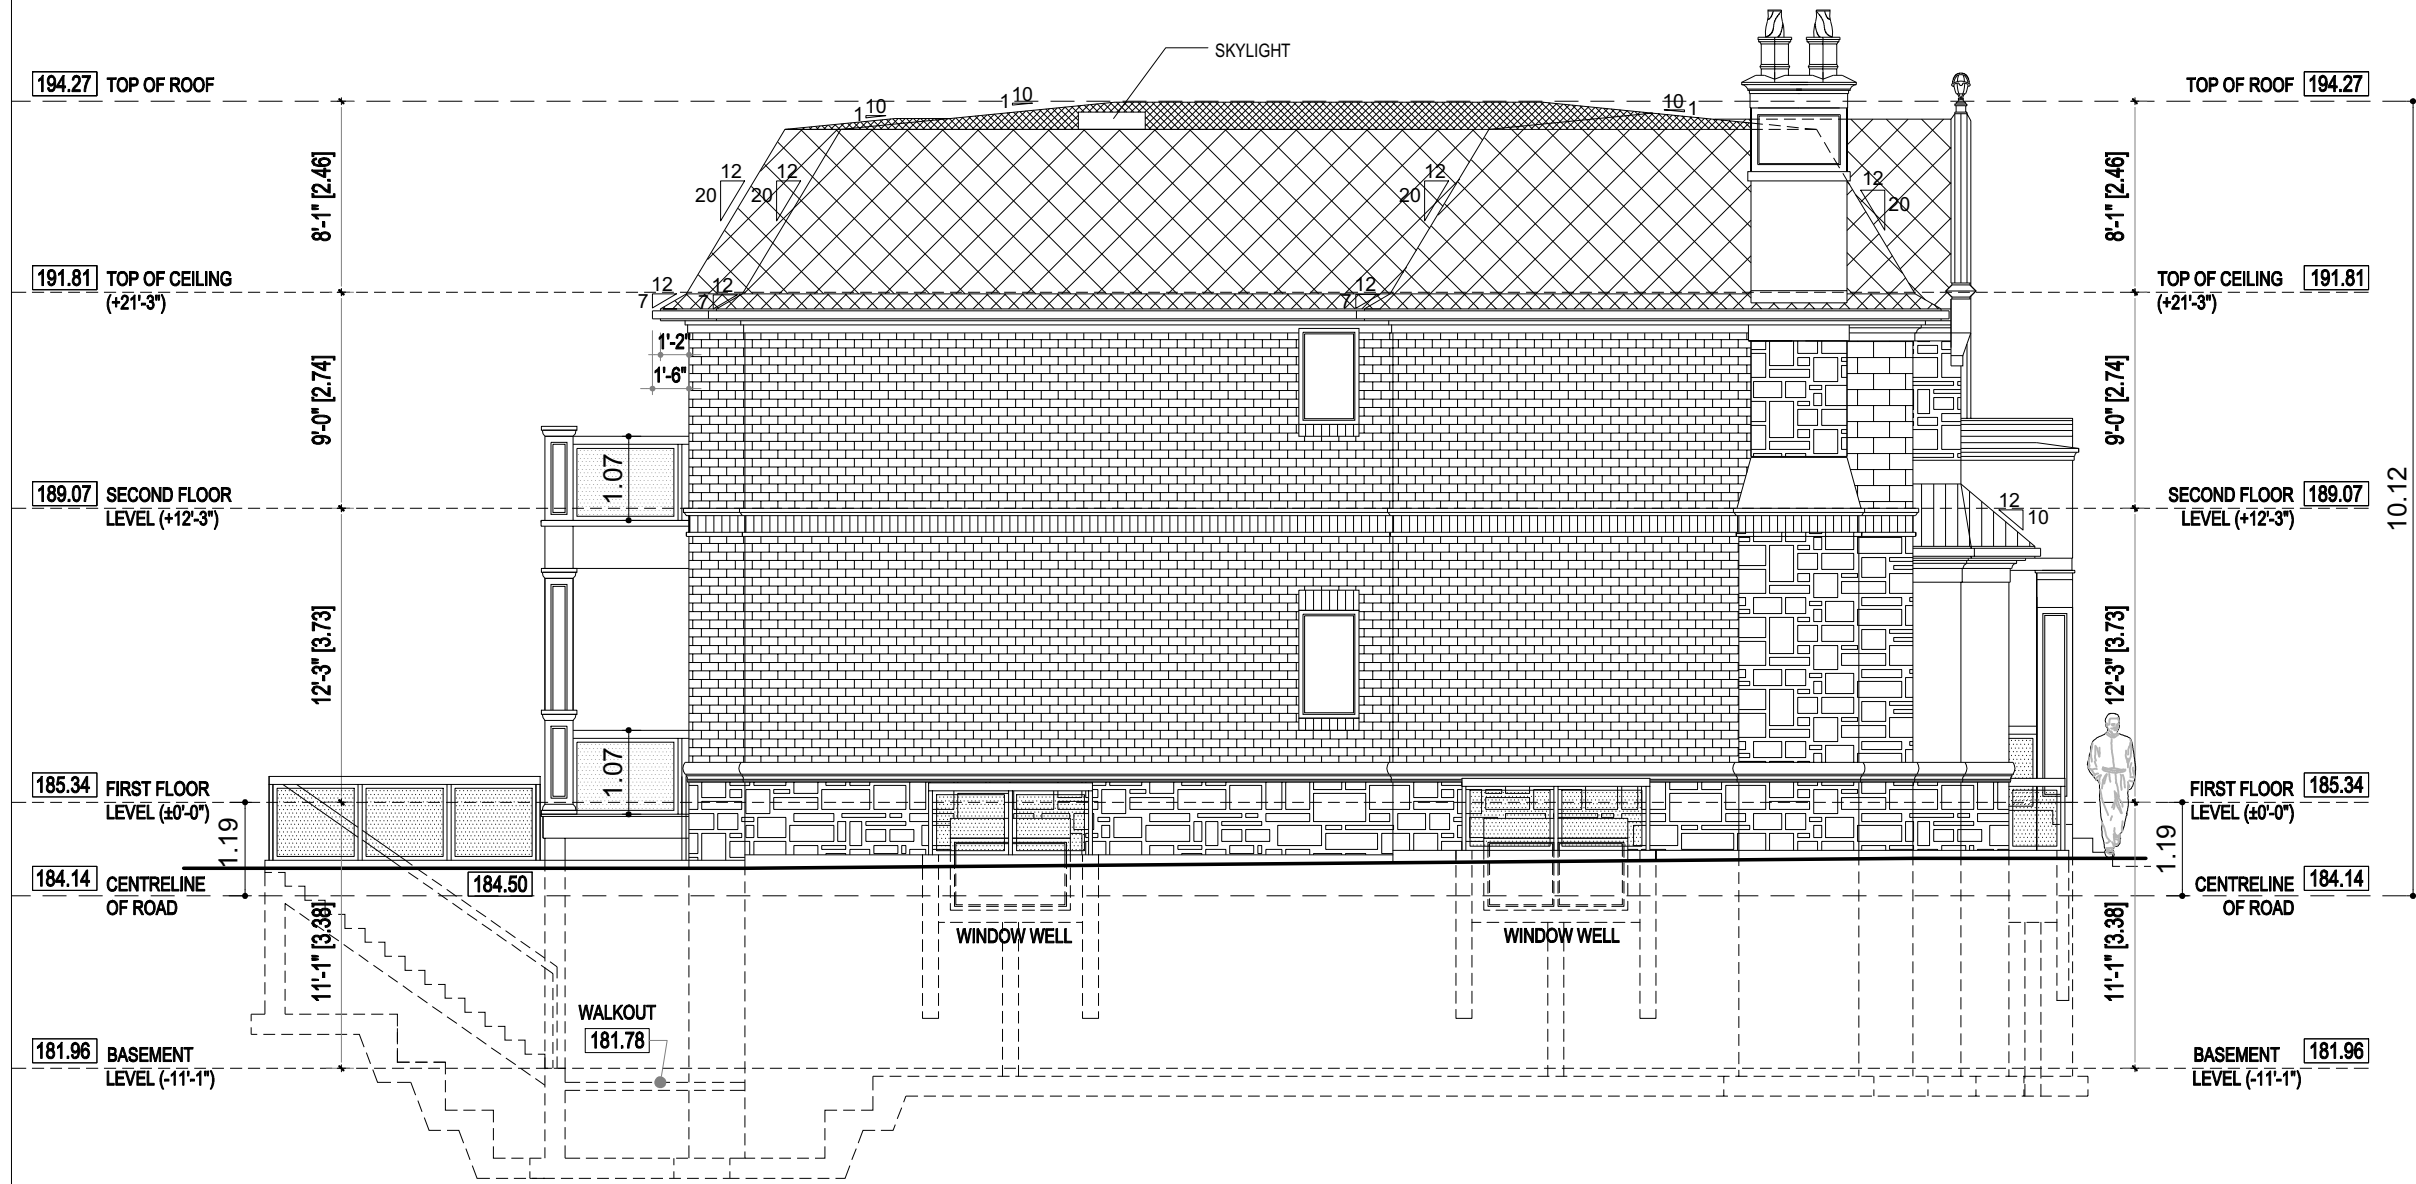 SKYLIGHT
194.27 TOP OF ROOF
TOP OF ROOF 194.27
1 10
1 10
10 1
8'-1" [2.46]
8'-1" [2.46]
10.12
12
20
12
20
12
20
12
20
191.81 TOP OF CEILING
(+21'-3")
TOP OF CEILING 191.81
(+21'-3")
12
7
12
7
12
7
1'-2"
1'-6"
9'-0" [2.74]
9'-0" [2.74]
1.07
189.07 SECOND FLOOR
LEVEL (+12'-3")
SECOND FLOOR 189.07
LEVEL (+12'-3")
12
10
12'-3" [3.73]
12'-3" [3.73]
1.07
185.34 FIRST FLOOR
LEVEL (±0'-0")
FIRST FLOOR 185.34
LEVEL (±0'-0")
1.19
1.19
184.14 CENTRELINE
OF ROAD
184.50
CENTRELINE 184.14
OF ROAD
WINDOW WELL
WINDOW WELL
11'-1" [3.38]
11'-1" [3.38]
WALKOUT
181.78
181.96 BASEMENT
LEVEL (-11'-1")
BASEMENT 181.96
LEVEL (-11'-1")